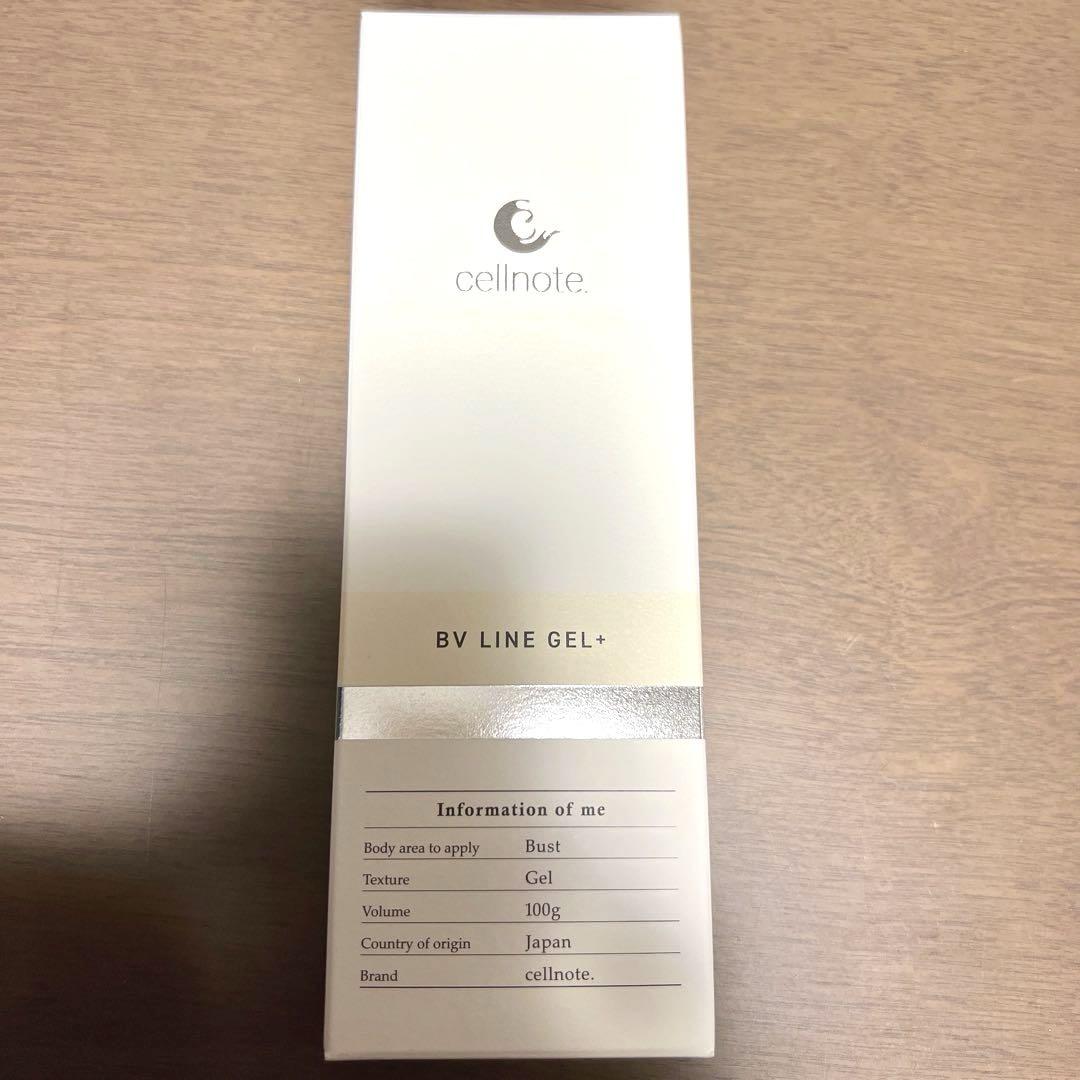 cellnote.
BV LINE GEL+
Information of me
Body area to apply Bust
Texture Gel
Volume 100g
Country of origin Japan
Brand cellnote.